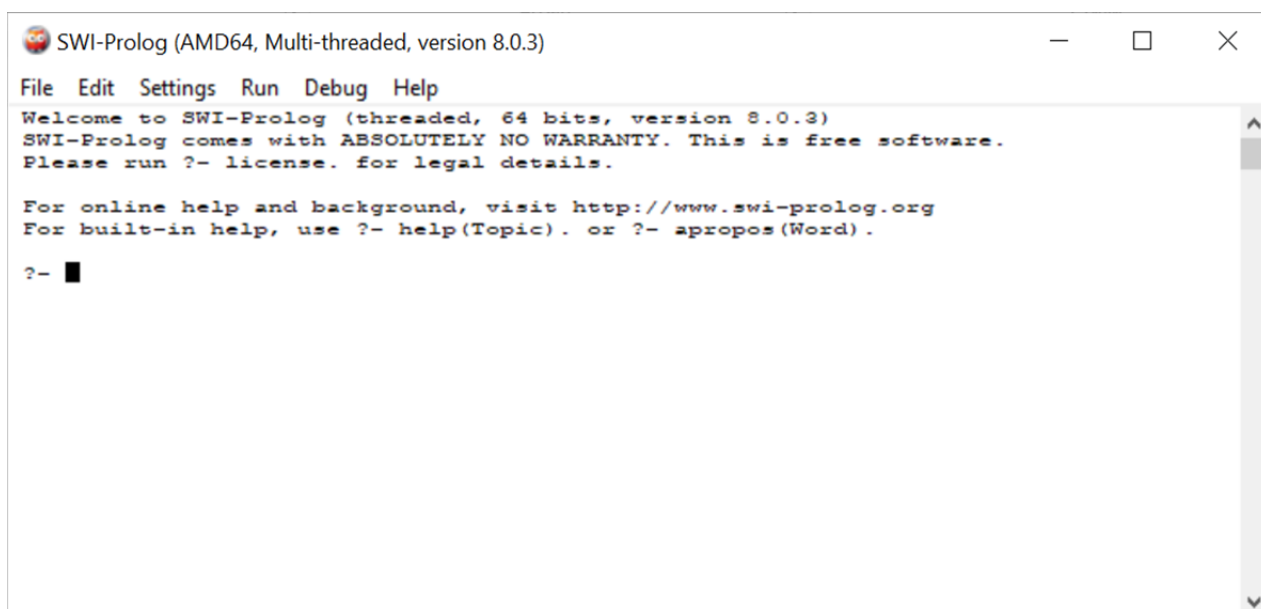 SWI-Prolog (AMD64, Multi-threaded, version 8.0.3)
File Edit Settings Run Debug Help
Welcome to SWI-Prolog (threaded, 64 bits, version 8.0.3)
SWI-Prolog comes with ABSOLUTELY NO WARRANTY. This is free software.
Please run ?- license. for legal details.
For online help and background, visit http://www.swi-prolog.org
For built-in help, use ?- help(Topic). or ?- apropos(Word).
?-